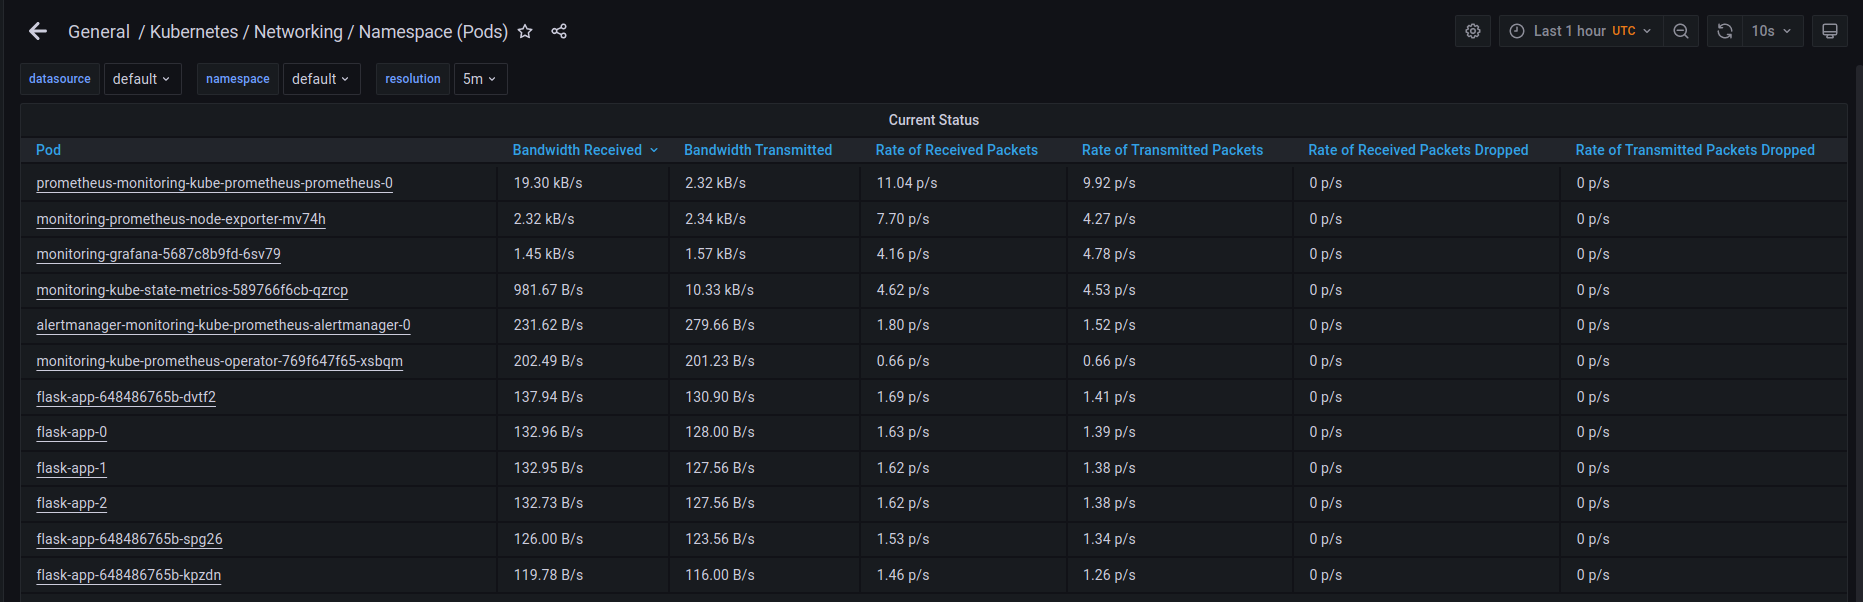 General / Kubernetes / Networking / Namespace (Pods) Last 1 hour UTC 10s
datasource default namespace default resolution 5m
Current Status
Pod Bandwidth Received Bandwidth Transmitted Rate of Received Packets Rate of Transmitted Packets Rate of Received Packets Dropped Rate of Transmitted Packets Dropped
prometheus-monitoring-kube-prometheus-prometheus-0 19.30 kB/s 2.32 kB/s 11.04 p/s 9.92 p/s 0 p/s 0 p/s
monitoring-prometheus-node-exporter-mv74h 2.32 kB/s 2.34 kB/s 7.70 p/s 4.27 p/s 0 p/s 0 p/s
monitoring-grafana-5687c8b9fd-6sv79 1.45 kB/s 1.57 kB/s 4.16 p/s 4.78 p/s 0 p/s 0 p/s
monitoring-kube-state-metrics-589766f6cb-qzrcp 981.67 B/s 10.33 kB/s 4.62 p/s 4.53 p/s 0 p/s 0 p/s
alertmanager-monitoring-kube-prometheus-alertmanager-0 231.62 B/s 279.66 B/s 1.80 p/s 1.52 p/s 0 p/s 0 p/s
monitoring-kube-prometheus-operator-769f647f65-xsbqm 202.49 B/s 201.23 B/s 0.66 p/s 0.66 p/s 0 p/s 0 p/s
flask-app-648486765b-dvtf2 137.94 B/s 130.90 B/s 1.69 p/s 1.41 p/s 0 p/s 0 p/s
flask-app-0 132.96 B/s 128.00 B/s 1.63 p/s 1.39 p/s 0 p/s 0 p/s
flask-app-1 132.95 B/s 127.56 B/s 1.62 p/s 1.38 p/s 0 p/s 0 p/s
flask-app-2 132.73 B/s 127.56 B/s 1.62 p/s 1.38 p/s 0 p/s 0 p/s
flask-app-648486765b-spg26 126.00 B/s 123.56 B/s 1.53 p/s 1.34 p/s 0 p/s 0 p/s
flask-app-648486765b-kpzdn 119.78 B/s 116.00 B/s 1.46 p/s 1.26 p/s 0 p/s 0 p/s